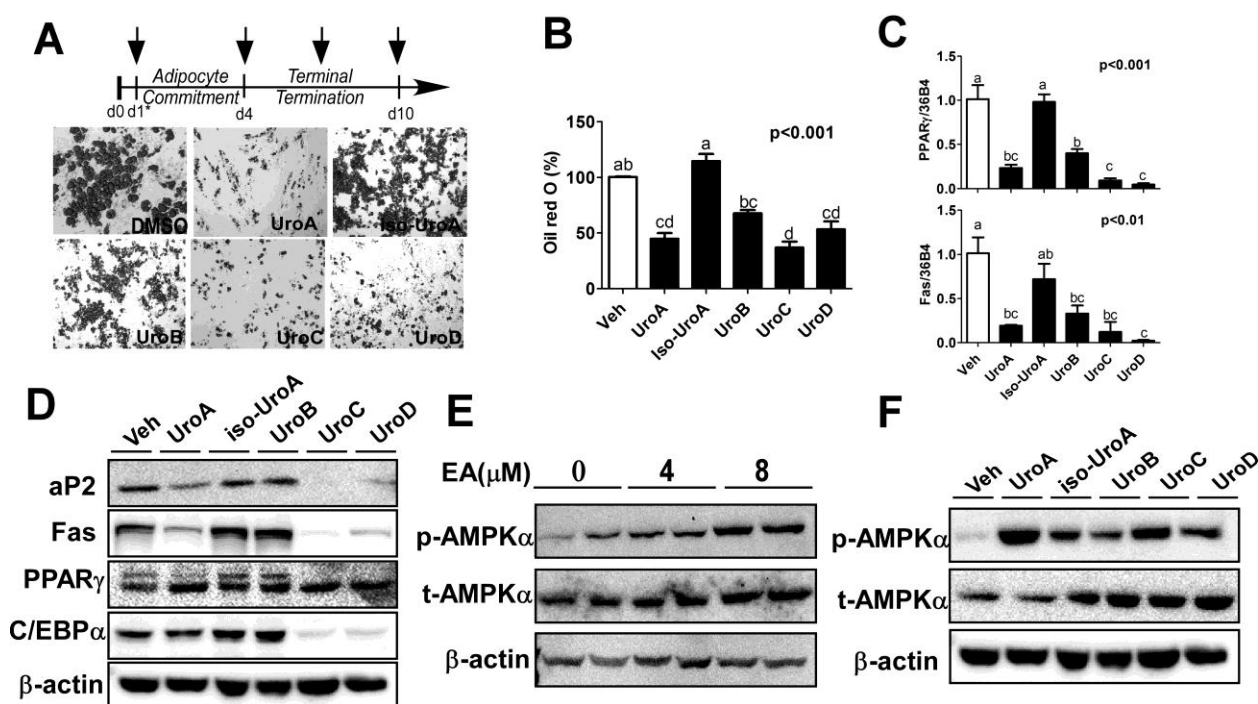 A
Adipocyte
Commitment
Terminal
Termination
d0 d1* d4 d10
DMSO UroA iso-UroA
UroB UroC UroD
B
p<0.001
Oil red O (%)
150
100
50
0
ab cd a bc d cd
Veh UroA Iso-UroA UroB UroC UroD
C
p<0.001
PPARγ/36B4
1.5
1.0
0.5
0.0
a bc a b c c
p<0.01
Fas/36B4
1.5
1.0
0.5
0.0
a bc ab bc bc c
Veh UroA Iso-UroA UroB UroC UroD
D
Veh UroA iso-UroA UroB UroC UroD
aP2
Fas
PPARγ
C/EBPα
β-actin
E
EA(μM) 0 4 8
p-AMPKα
t-AMPKα
β-actin
F
Veh UroA iso-UroA UroB UroC UroD
p-AMPKα
t-AMPKα
β-actin